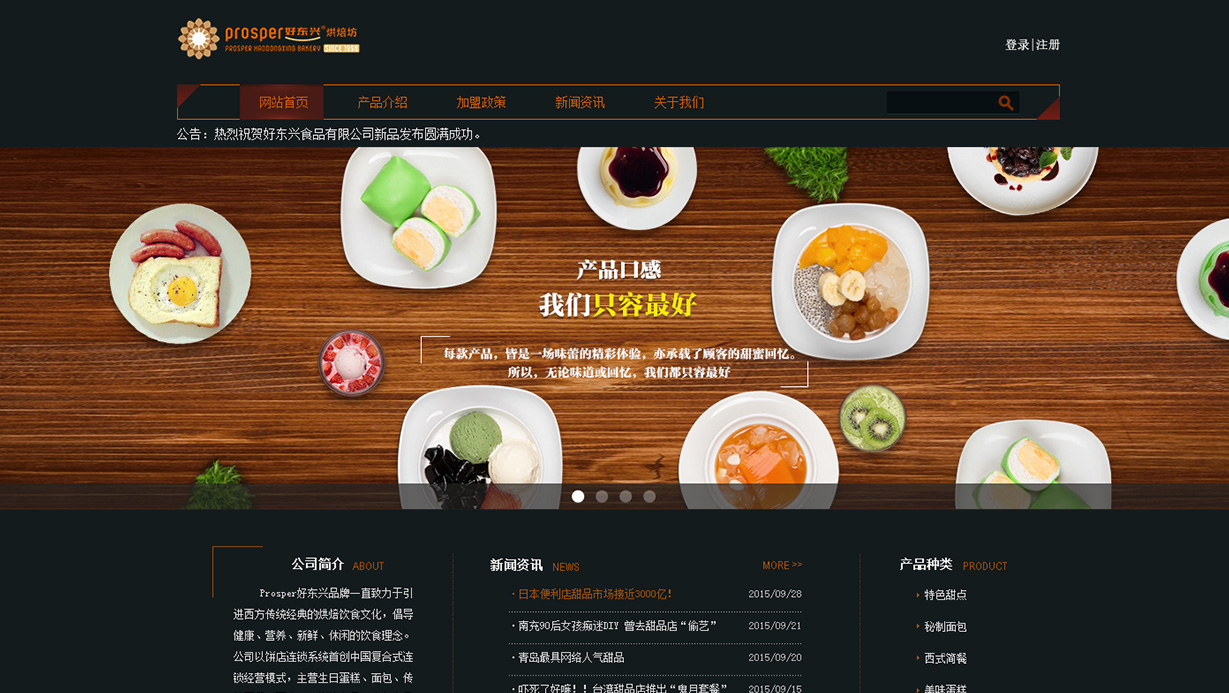 prosper好东兴®烘焙坊
PROSPER HAODONGXING BAKERY
登录|注册
网站首页 产品介绍 加盟政策 新闻资讯 关于我们
公告：热烈祝贺好东兴食品有限公司新品发布圆满成功。
产品口感
我们只容最好
每款产品，皆是一场味蕾的精彩体验，亦承载了顾客的甜蜜回忆。
所以，无论味道或回忆，我们都只容最好
公司简介 ABOUT
Prosper好东兴品牌一直致力于引
进西方传统经典的烘焙饮食文化，倡导
健康、营养、新鲜、休闲的饮食理念。
公司以饼店连锁系统首创中国复合式连
锁经营模式，主营生日蛋糕、面包、传
新闻资讯 NEWS MORE >>
·日本便利店甜品市场接近3000亿！ 2015/09/28
·南充90后女孩痴迷DIY 曾去甜品店“偷艺” 2015/09/21
·青岛最具网络人气甜品 2015/09/20
·吓死了好嘛！！台湾甜品店推出“鬼月套餐” 2015/09/15
产品种类 PRODUCT
特色甜点
秘制面包
西式简餐
美味蛋糕